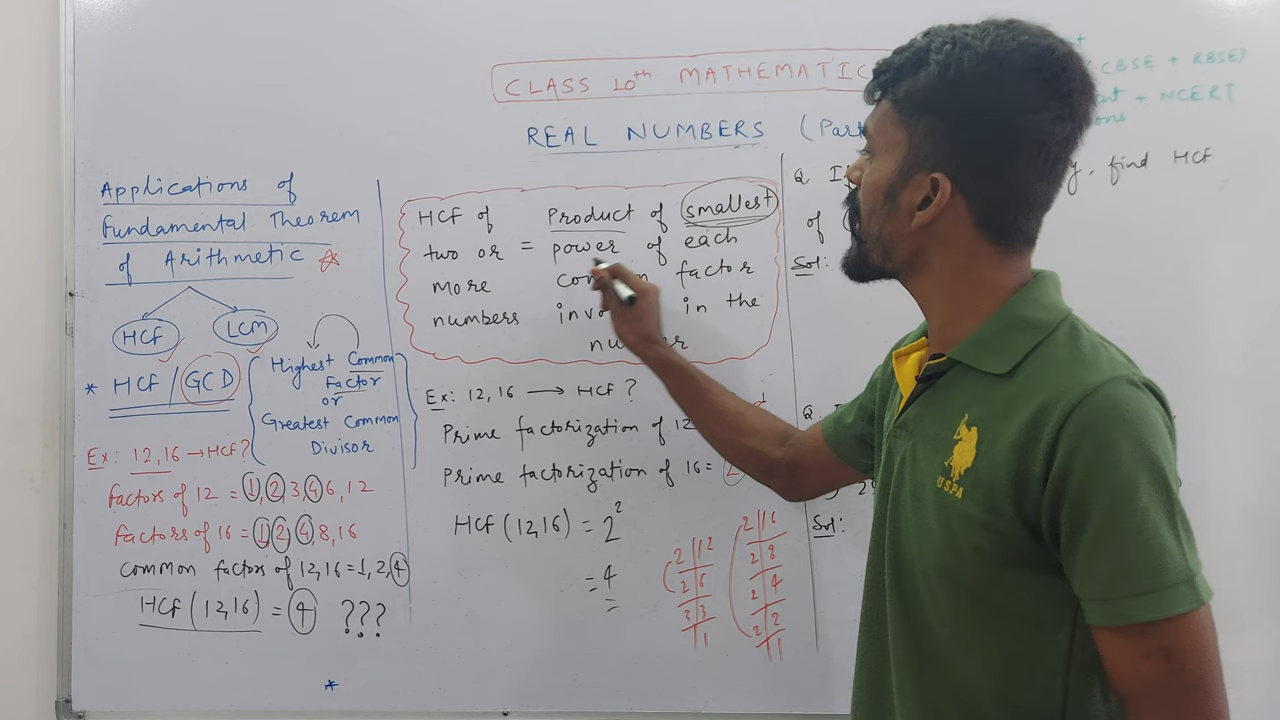 CLASS 10th MATHEMATIC
REAL NUMBERS (Part
(CBSE + RBSE)
+ NCERT
Applications of
Fundamental Theorem
of Arithmetic
HCF LCM
* HCF / GCD
Highest Common
Factor
or
Greatest Common
Divisor
Ex: 12, 16 → HCF?
Factors of 12 = 1, 2, 3, 4, 6, 12
Factors of 16 = 1, 2, 4, 8, 16
Common factors of 12, 16 = 1, 2, 4
HCF (12, 16) = 4 ???
*
HCF of Product of smallest
two or = power of each
more factor
numbers in the
Ex: 12, 16 → HCF ?
Prime factorization of 12
Prime factorization of 16 = 2
HCF (12, 16) = 2²
= 4
2 | 12
2 | 6
3 | 3
1
2 | 16
2 | 8
2 | 4
2 | 2
1
Q. y, find HCF
of
Sol:
Q.
Sol:
USPA